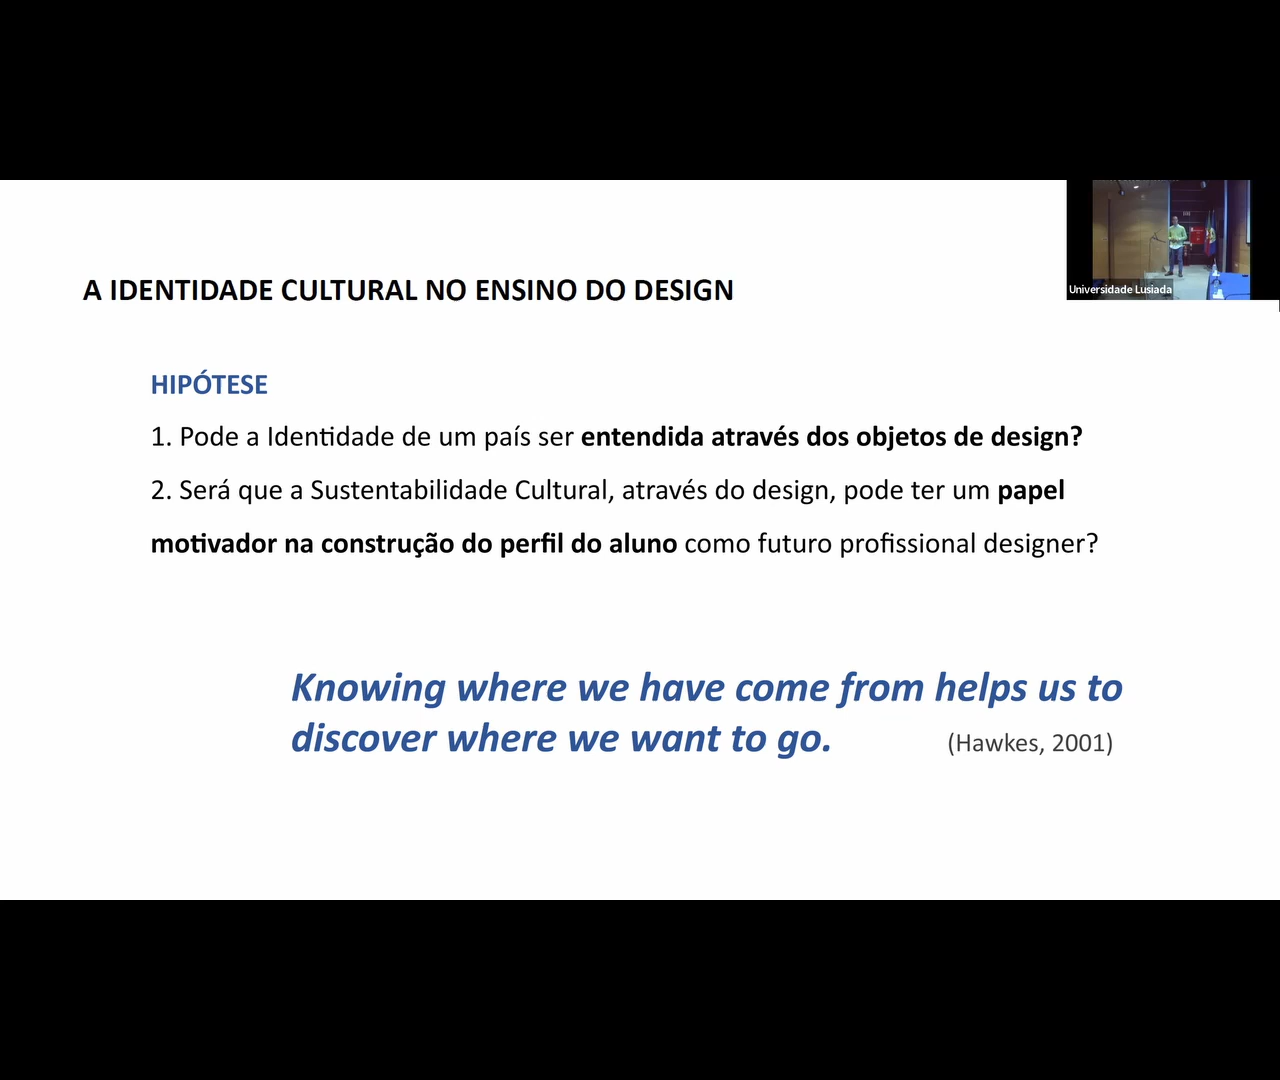 A IDENTIDADE CULTURAL NO ENSINO DO DESIGN
Universidade Lusiada
HIPÓTESE
1. Pode a Identidade de um país ser entendida através dos objetos de design?
2. Será que a Sustentabilidade Cultural, através do design, pode ter um papel
motivador na construção do perfil do aluno como futuro profissional designer?
Knowing where we have come from helps us to
discover where we want to go.
(Hawkes, 2001)